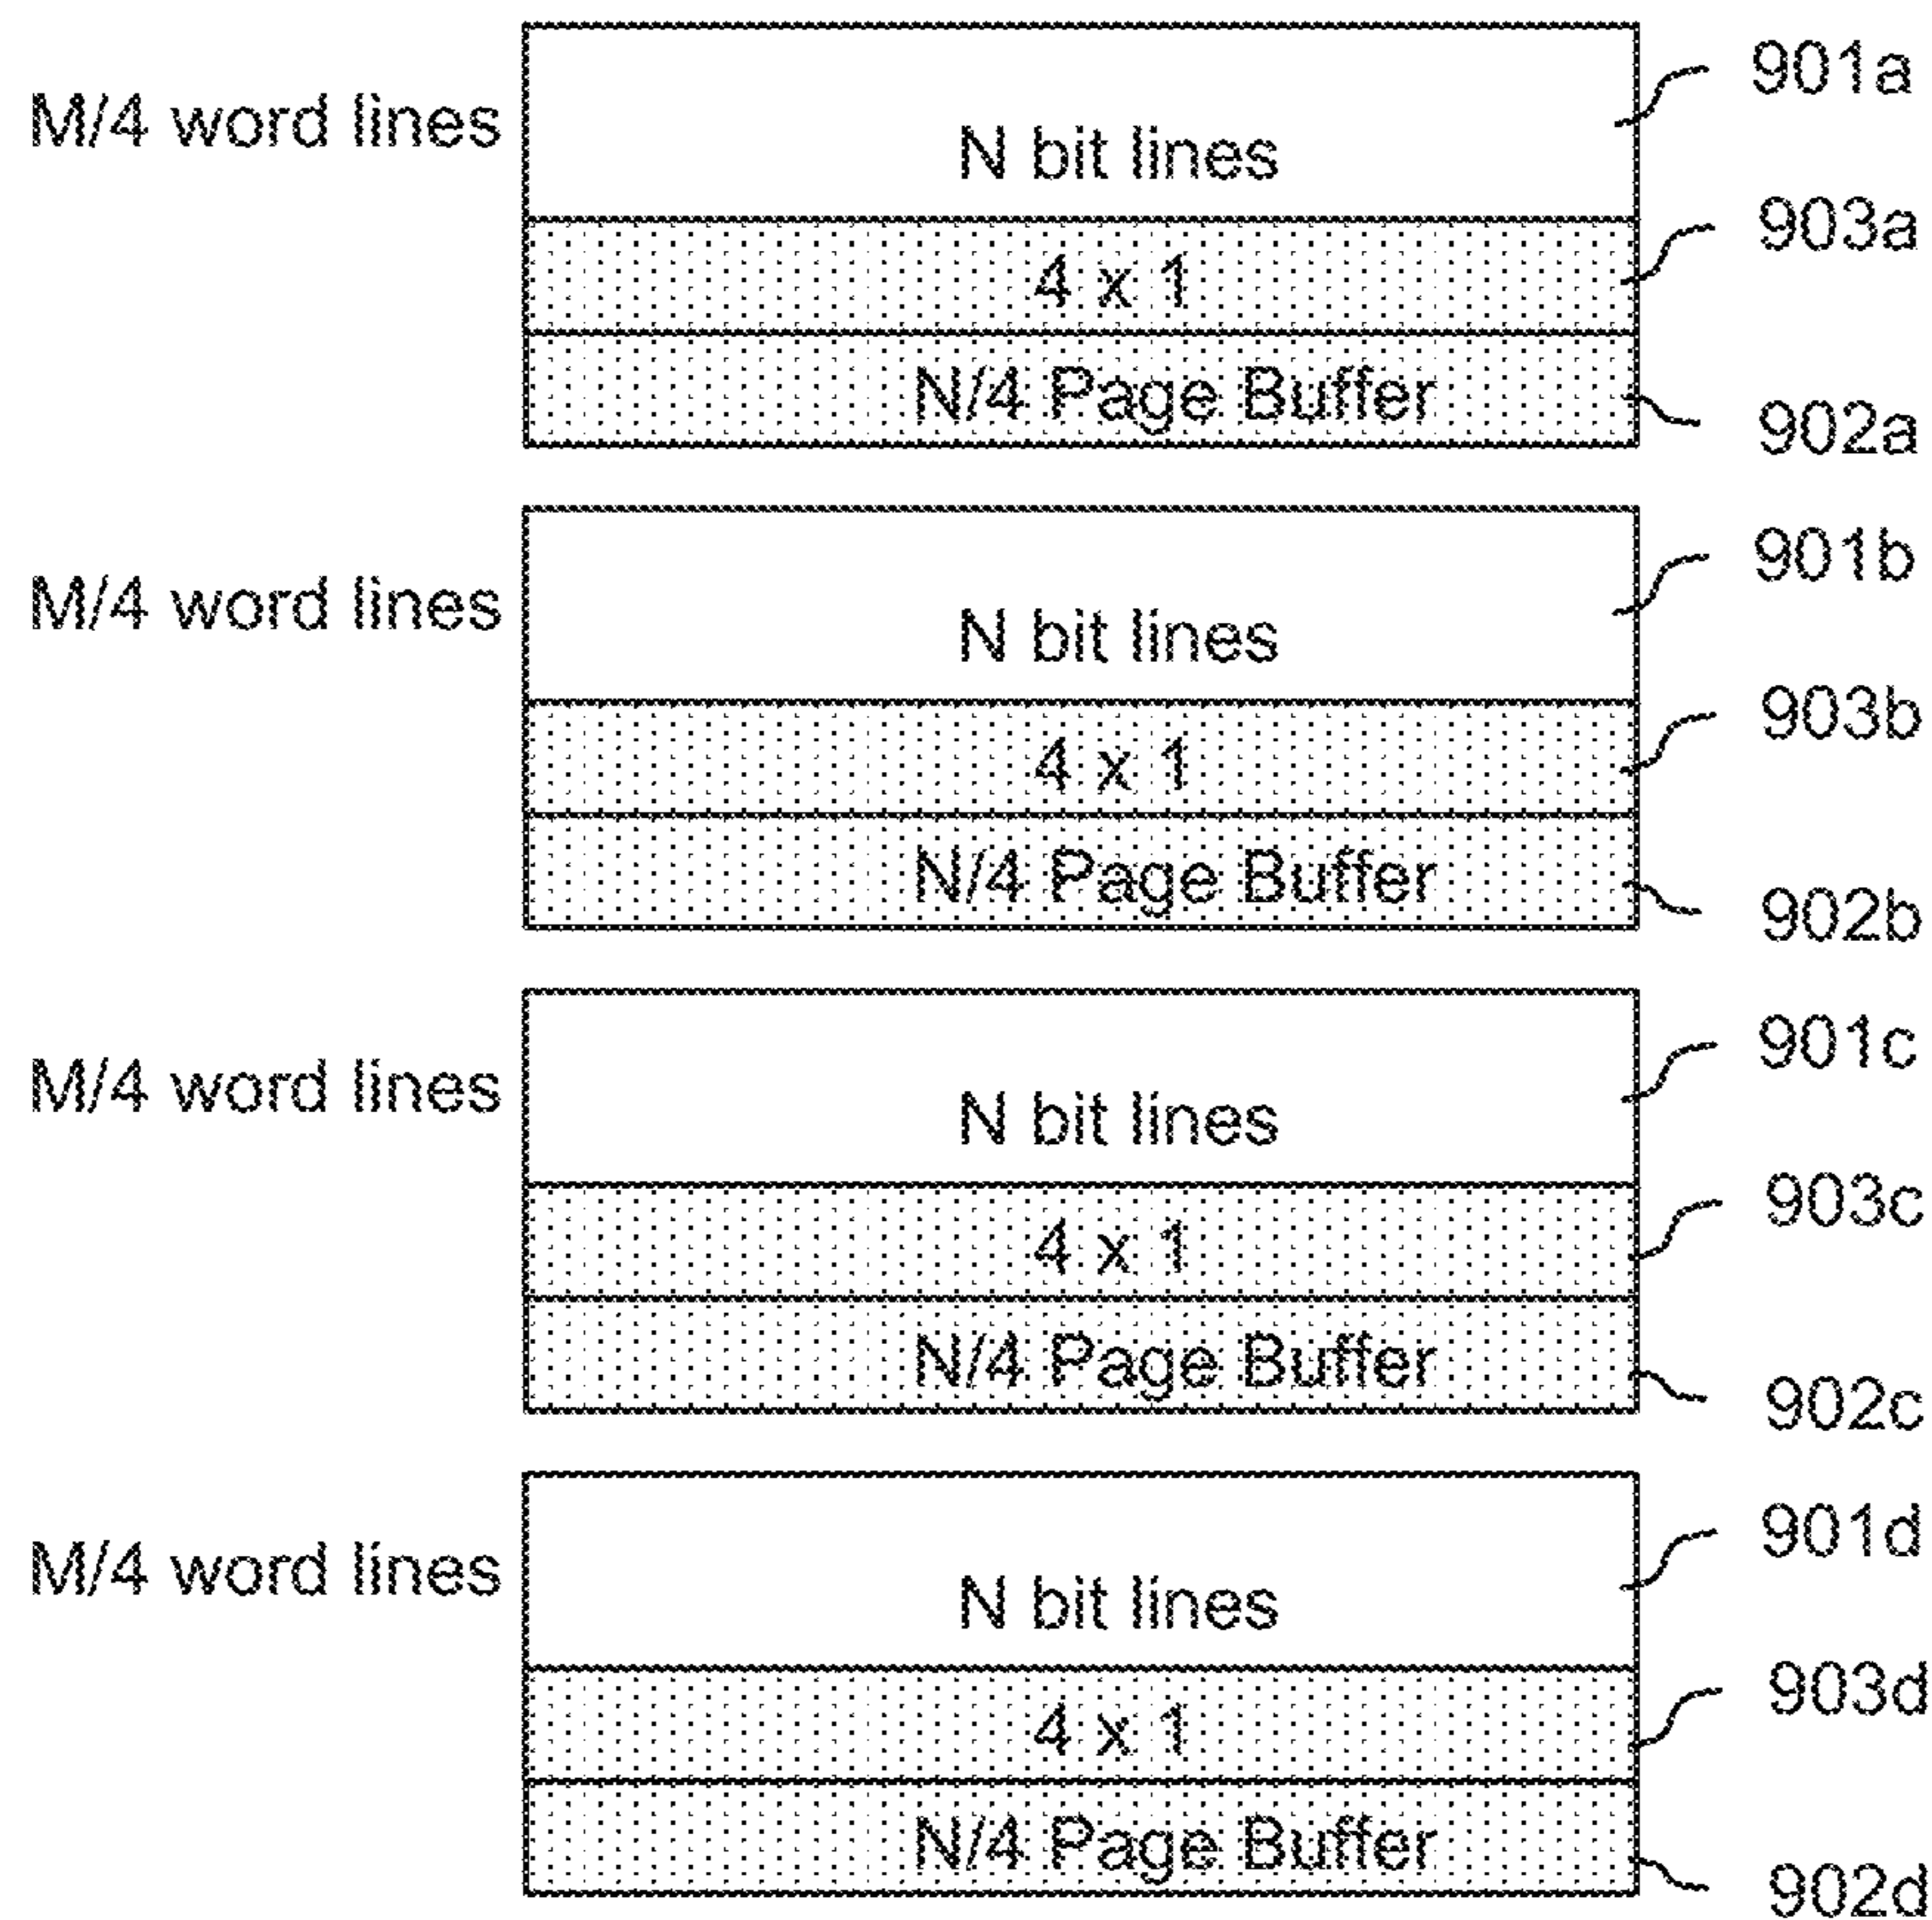 901a
M/4 word lines
N bit lines
903a
4 x 1
N/4 Page Buffer
902a
901b
M/4 word lines
N bit lines
903b
4 x 1
N/4 Page Buffer
902b
901c
M/4 word lines
N bit lines
903c
4 x 1
N/4 Page Buffer
902c
901d
M/4 word lines
N bit lines
903d
4 x 1
N/4 Page Buffer
902d